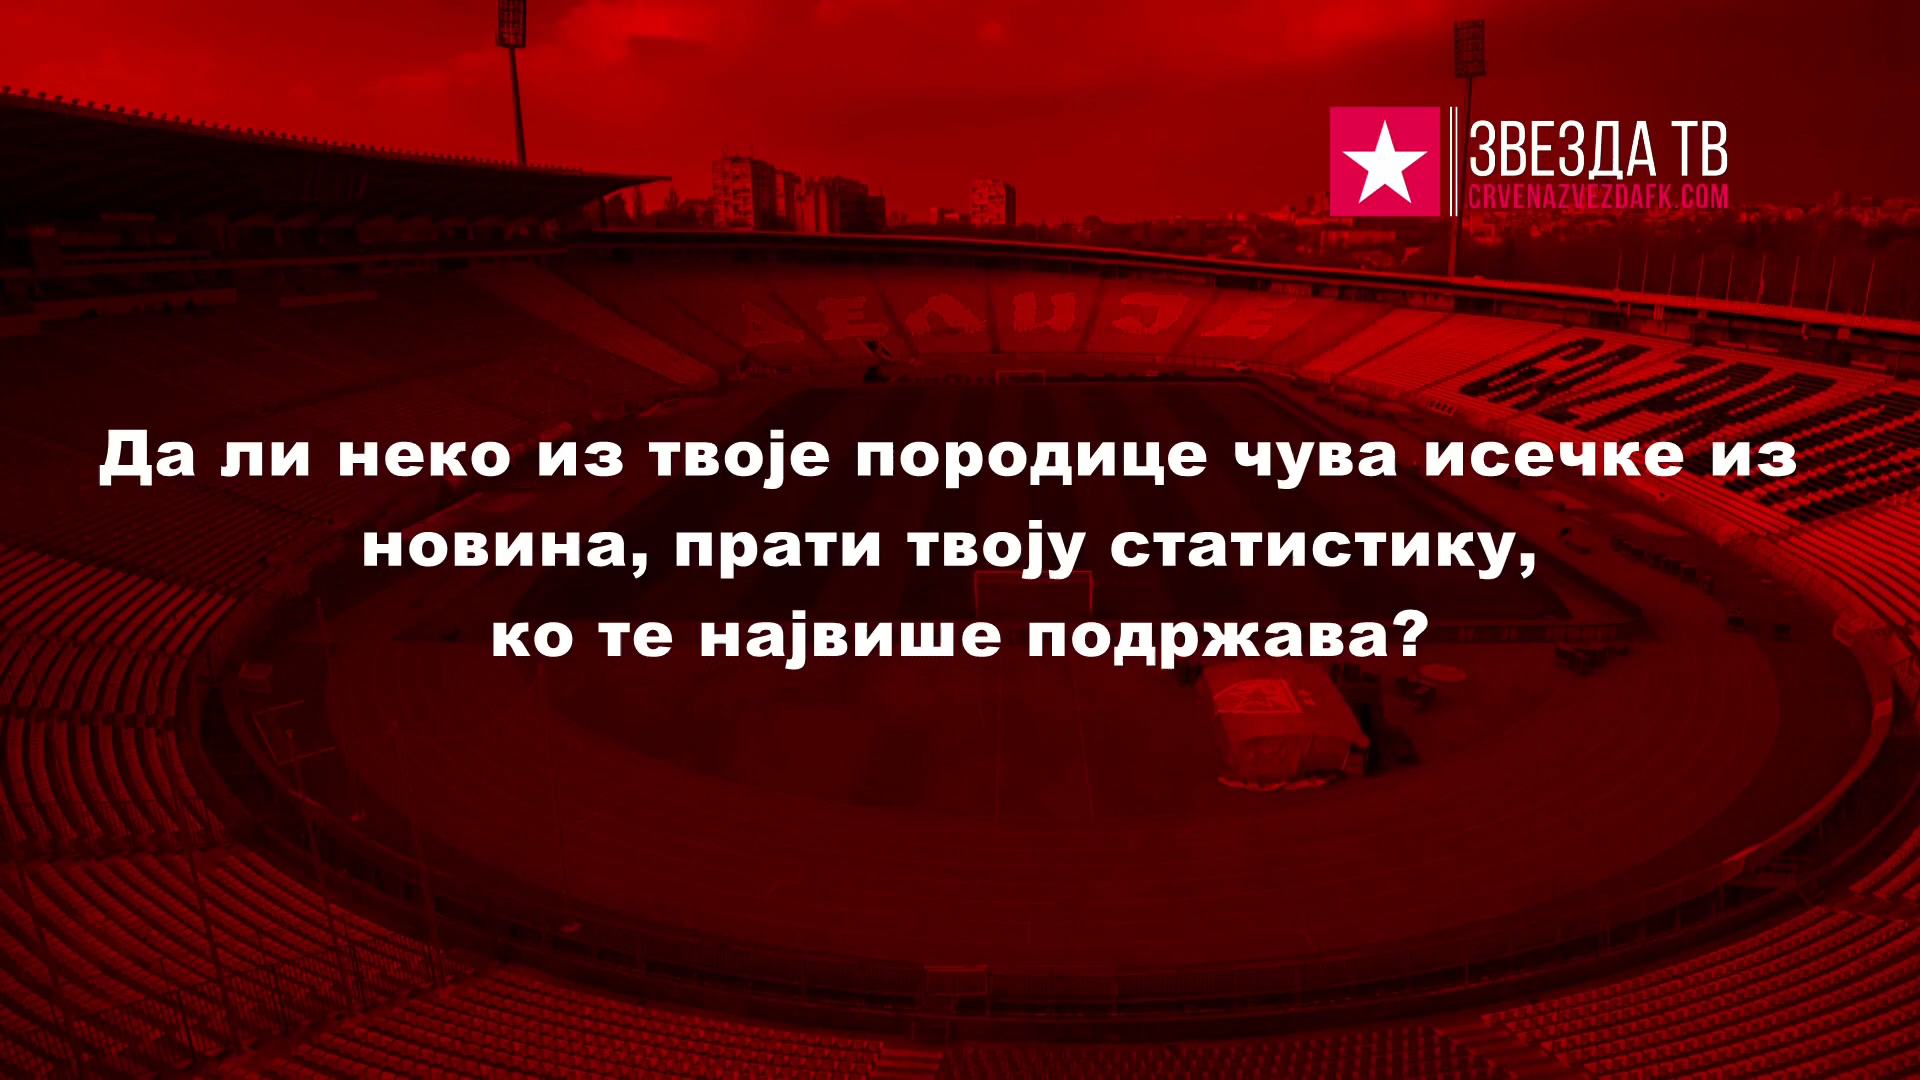 ЗВЕЗДА ТВ
CRVENAZVEZDAFK.COM
ДЕЛИЈЕ
Да ли неко из твоје породице чува исечке из
новина, прати твоју статистику,
ко те највише подржава?